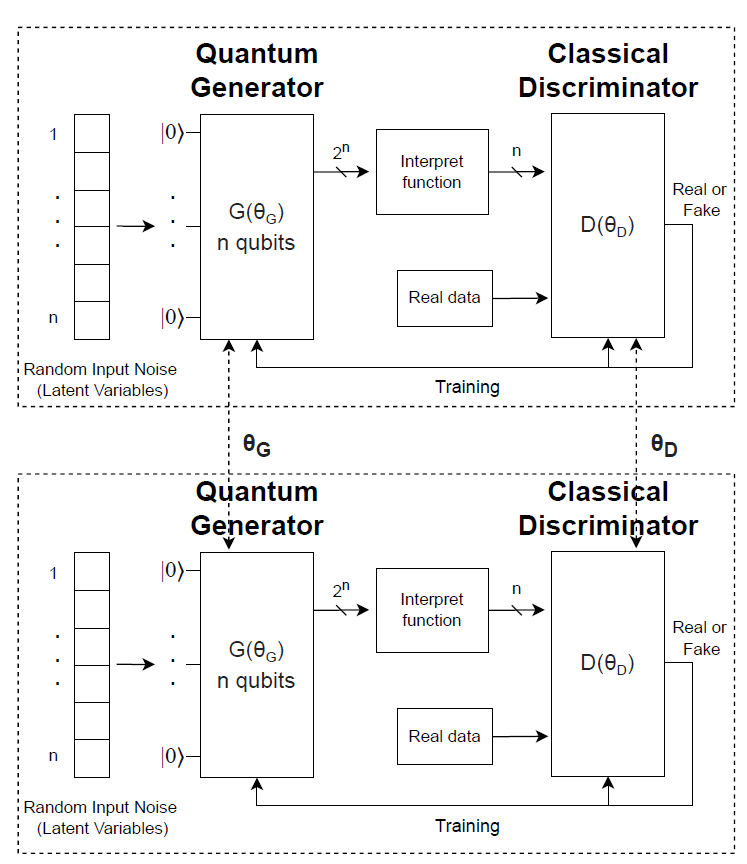 Quantum
Generator
Classical
Discriminator
1
.
.
.
n
|0⟩
.
.
.
|0⟩
G(θG)
n qubits
2n
Interpret
function
n
Real data
D(θD)
Real or
Fake
Random Input Noise
(Latent Variables)
Training
θG
θD
Quantum
Generator
Classical
Discriminator
1
.
.
.
n
|0⟩
.
.
.
|0⟩
G(θG)
n qubits
2n
Interpret
function
n
Real data
D(θD)
Real or
Fake
Random Input Noise
(Latent Variables)
Training